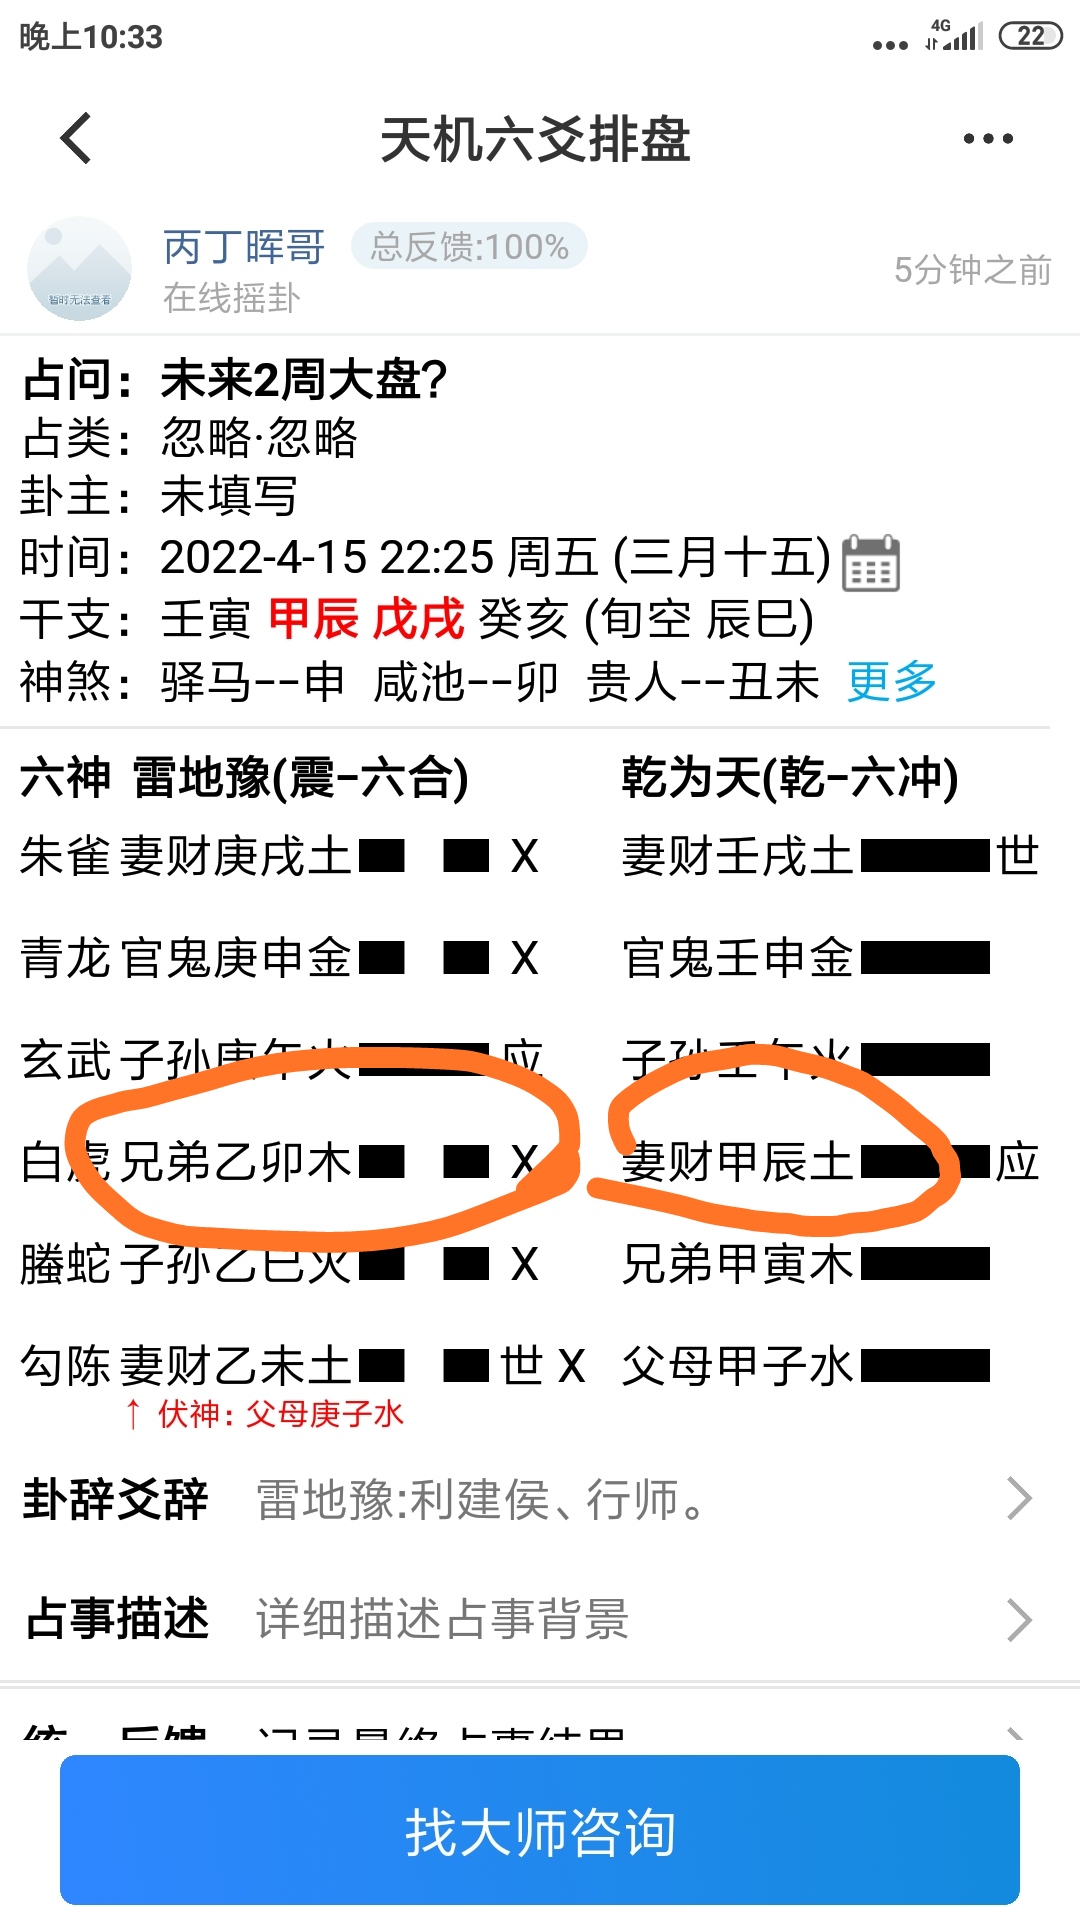 晚上10:33
4G
22
天机六爻排盘
丙丁晖哥 总反馈:100%
暂时无法查看
在线摇卦
5分钟之前
占问：未来2周大盘?
占类：忽略·忽略
卦主：未填写
时间：2022-4-15 22:25 周五 (三月十五)
干支：壬寅 甲辰 戊戌 癸亥 (旬空 辰巳)
神煞：驿马--申 咸池--卯 贵人--丑未 更多
六神 雷地豫(震-六合) 乾为天(乾-六冲)
朱雀 妻财庚戌土 X 妻财壬戌土 世
青龙 官鬼庚申金 X 官鬼壬申金
玄武 子孙庚午火 应 子孙壬午火
白虎 兄弟乙卯木 X 妻财甲辰土 应
螣蛇 子孙乙巳火 X 兄弟甲寅木
勾陈 妻财乙未土 世 X 父母甲子水
↑ 伏神：父母庚子水
卦辞爻辞 雷地豫:利建侯、行师。
占事描述 详细描述占事背景
找大师咨询